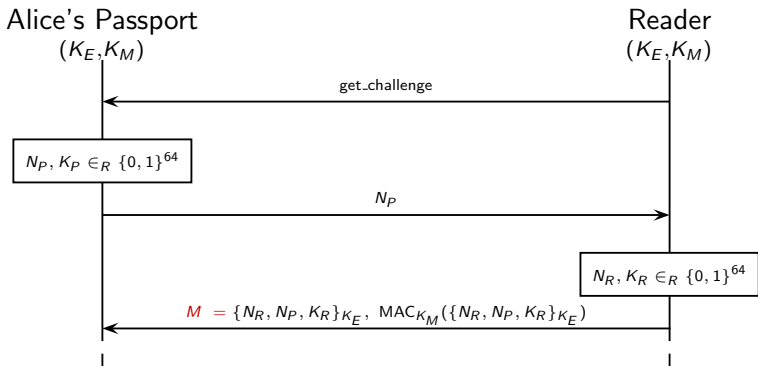 Alice's Passport
(K_E,K_M)
Reader
(K_E,K_M)
get_challenge
N_P, K_P ∈_R {0, 1}^64
N_P
N_R, K_R ∈_R {0, 1}^64
M = {N_R, N_P, K_R}_{K_E}, MAC_{K_M}({N_R, N_P, K_R}_{K_E})